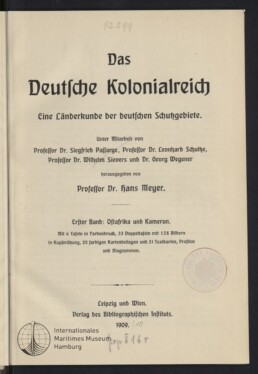 Das
Deutsche Kolonialreich
Eine Länderkunde der deutschen Schutzgebiete.
Unter Mitarbeit von
Professor Dr. Siegfried Passarge, Professor Dr. Leonhard Schultze,
Professor Dr. Wilhelm Sievers und Dr. Georg Wegener
herausgegeben von
Professor Dr. Hans Meyer.
Erster Band: Ostafrika und Kamerun.
Mit 6 Tafeln in Farbendruck, 33 Doppeltafeln mit 128 Bildern
in Kupferätzung, 20 farbigen Kartenbeilagen und 21 Textkarten, Profilen
und Diagrammen.
Leipzig und Wien.
Verlag des Bibliographischen Instituts.
1909.
Internationales
Maritimes Museum
Hamburg